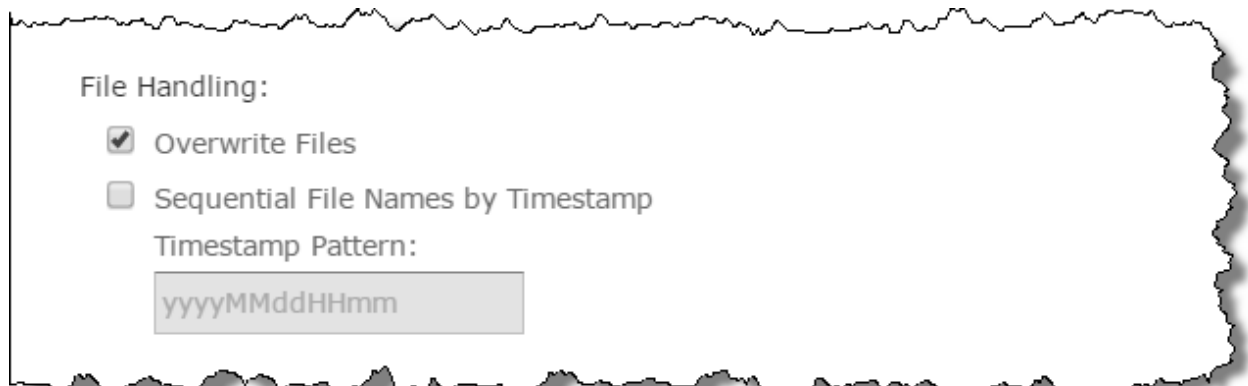 File Handling:
Overwrite Files
Sequential File Names by Timestamp
Timestamp Pattern:
yyyyMMddHHmm